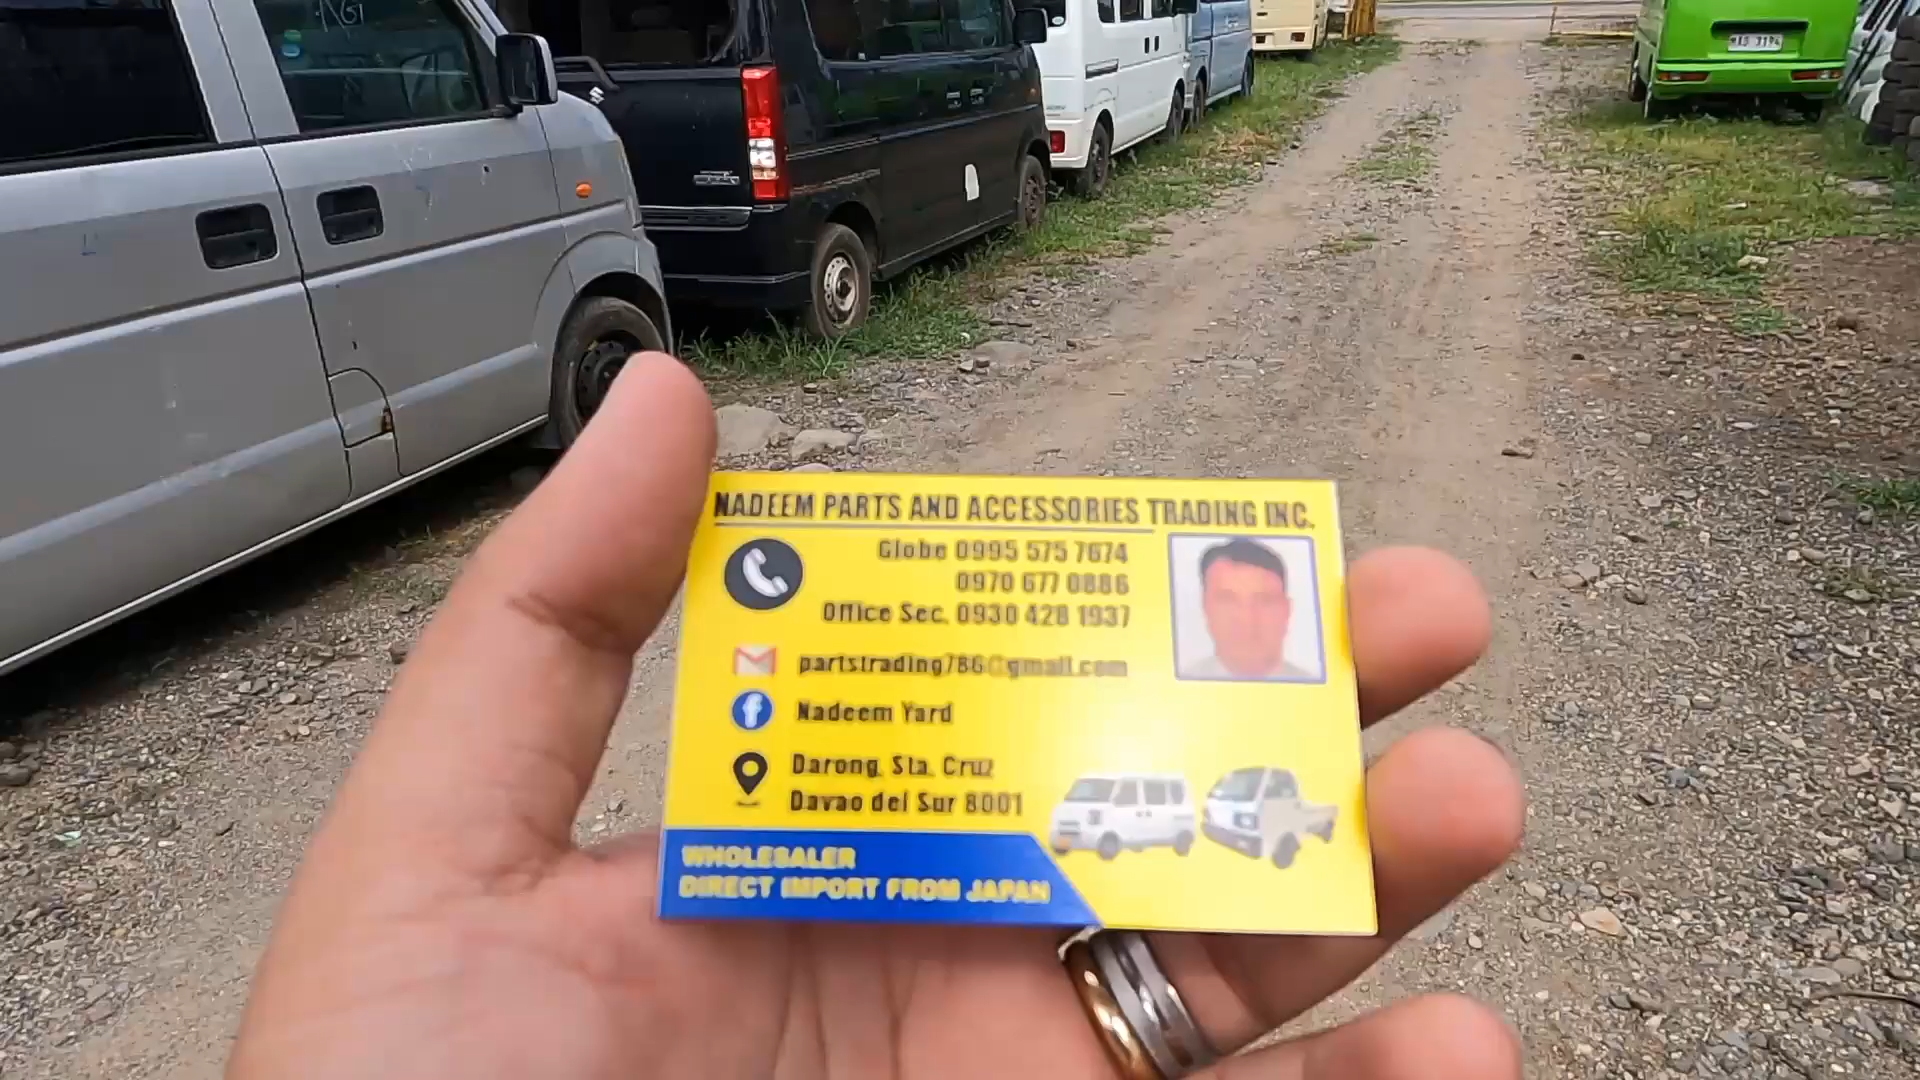 NADEEM PARTS AND ACCESSORIES TRADING INC.
Globe 0995 575 7674
0970 677 0886
Office Sec. 0930 428 1937
partstrading786@gmail.com
Nadeem Yard
Darong, Sta. Cruz
Davao del Sur 8001
WHOLESALER
DIRECT IMPORT FROM JAPAN